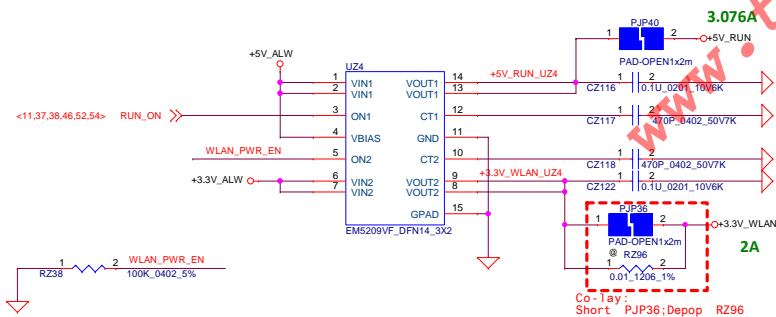 3.076A
PJP40
1 2 +5V_RUN
PAD-OPEN1x2m
+5V_ALW
UZ4
1 VIN1 VOUT1 14 +5V_RUN_UZ4 CZ116 1 2 0.1U_0201_10V6K
2 VIN1 VOUT1 13
<11,37,38,46,52,54> RUN_ON 3 ON1 CT1 12 CZ117 1 2 470P_0402_50V7K
4 VBIAS GND 11
WLAN_PWR_EN 5 ON2 CT2 10 CZ118 1 2 470P_0402_50V7K
+3.3V_ALW 6 VIN2 VOUT2 9 +3.3V_WLAN_UZ4 CZ122 1 2 0.1U_0201_10V6K
7 VIN2 VOUT2 8
GPAD 15
EM5209VF_DFN14_3X2
PJP36
1 2 +3.3V_WLAN
PAD-OPEN1x2m
2A
@ RZ96
1 2
0.01_1206_1%
RZ38 1 2 WLAN_PWR_EN
100K_0402_5%
Co-lay:
Short PJP36;Depop RZ96
www.t